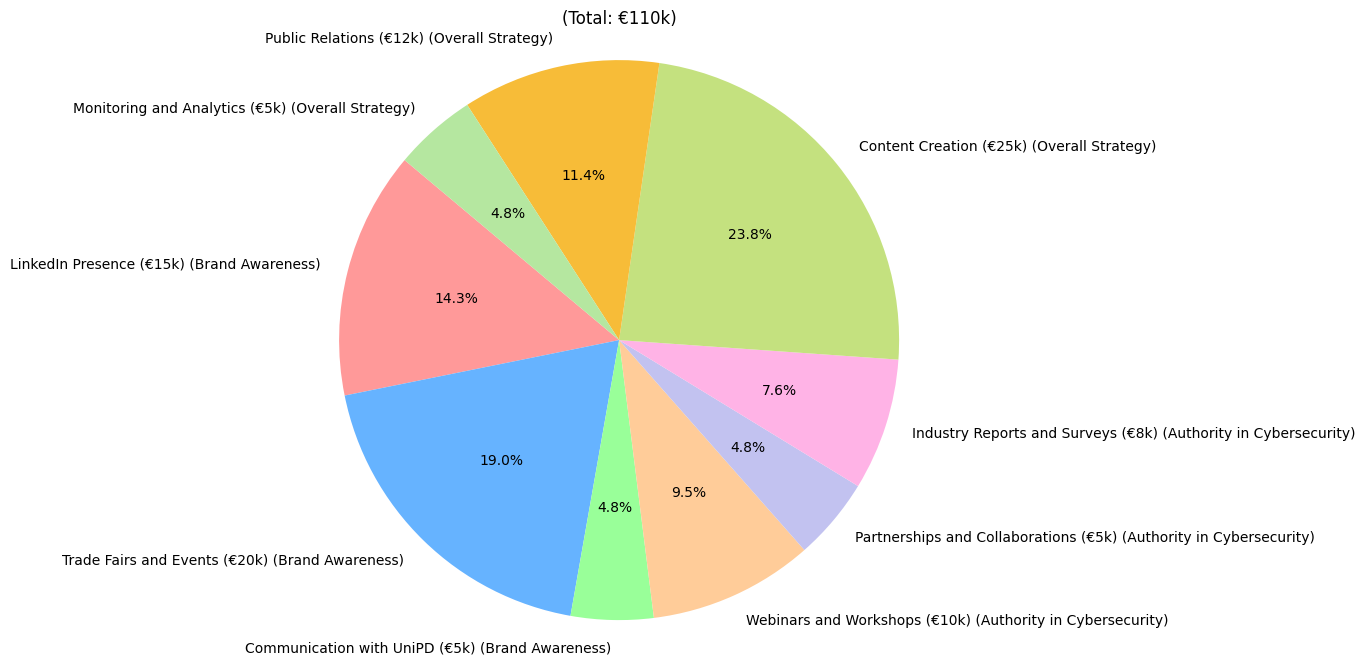 (Total: €110k)
Public Relations (€12k) (Overall Strategy)
Monitoring and Analytics (€5k) (Overall Strategy)
Content Creation (€25k) (Overall Strategy)
11.4%
4.8%
23.8%
LinkedIn Presence (€15k) (Brand Awareness)
14.3%
7.6%
Industry Reports and Surveys (€8k) (Authority in Cybersecurity)
4.8%
19.0%
9.5%
4.8%
Partnerships and Collaborations (€5k) (Authority in Cybersecurity)
Trade Fairs and Events (€20k) (Brand Awareness)
Webinars and Workshops (€10k) (Authority in Cybersecurity)
Communication with UniPD (€5k) (Brand Awareness)